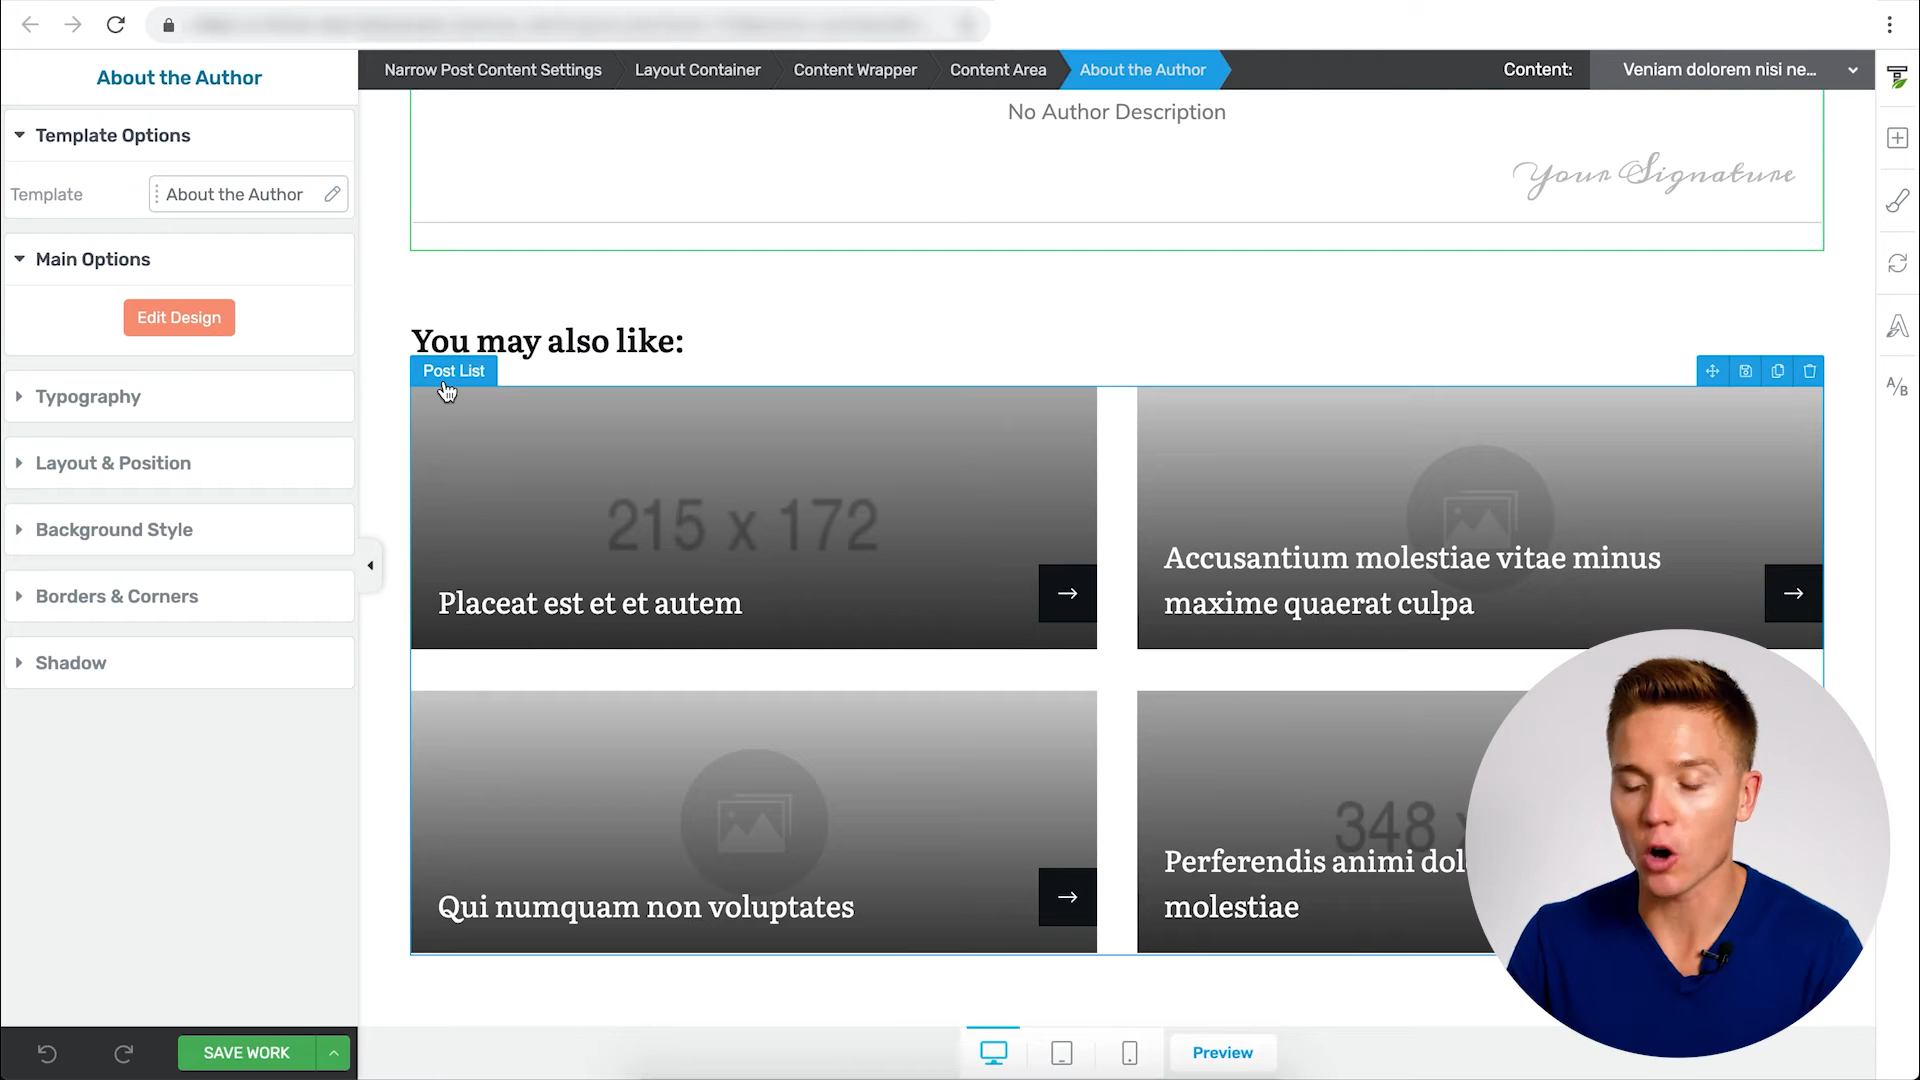 About the Author
Narrow Post Content Settings
Layout Container
Content Wrapper
Content Area
About the Author
Content:
Veniam dolorem nisi ne...
Template Options
Template
About the Author
Main Options
Edit Design
Typography
Layout & Position
Background Style
Borders & Corners
Shadow
No Author Description
Your Signature
You may also like:
Post List
215 x 172
Placeat est et et autem
Accusantium molestiae vitae minus
maxime quaerat culpa
Qui numquam non voluptates
348
Perferendis animi
molestiae
A/B
SAVE WORK
Preview